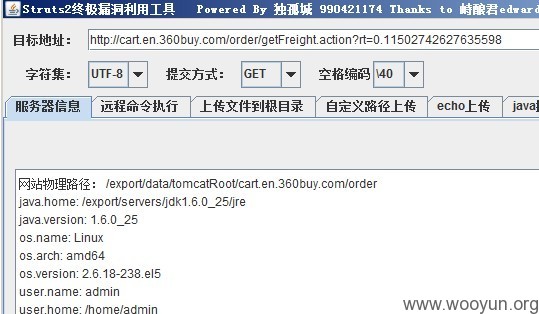 Struts2终极漏洞利用工具 Powered By 独孤城 990421174 Thanks to 峙酿君edward
目标地址： http://cart.en.360buy.com/order/getFreight.action?rt=0.11502742627635598
字符集： UTF-8 提交方式： GET 空格编码 \40
服务器信息 远程命令执行 上传文件到根目录 自定义路径上传 echo上传 java
网站物理路径： /export/data/tomcatRoot/cart.en.360buy.com/order
java.home: /export/servers/jdk1.6.0_25/jre
java.version: 1.6.0_25
os.name: Linux
os.arch: amd64
os.version: 2.6.18-238.el5
user.name: admin
user.home: /home/admin
www.wooyun.org